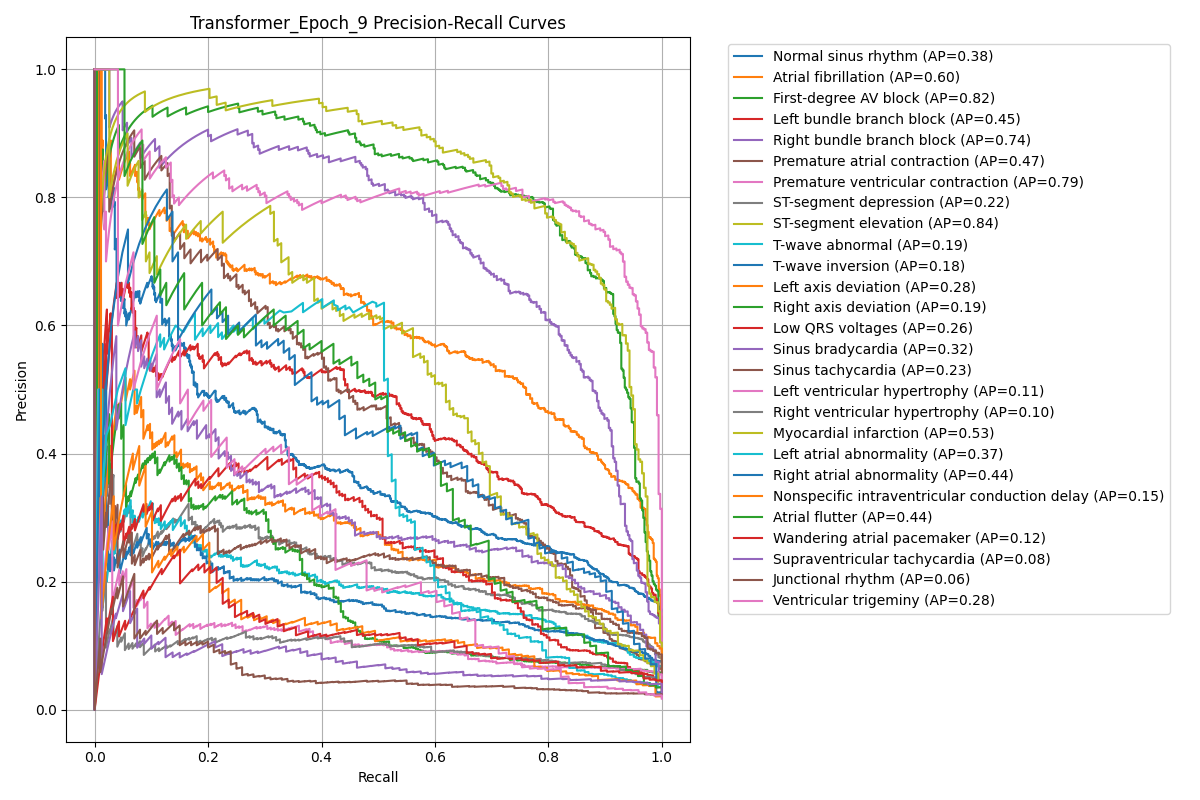 Transformer_Epoch_9 Precision-Recall Curves
1.0
0.8
0.6
0.4
0.2
0.0
Precision
0.0 0.2 0.4 0.6 0.8 1.0
Recall
Normal sinus rhythm (AP=0.38)
Atrial fibrillation (AP=0.60)
First-degree AV block (AP=0.82)
Left bundle branch block (AP=0.45)
Right bundle branch block (AP=0.74)
Premature atrial contraction (AP=0.47)
Premature ventricular contraction (AP=0.79)
ST-segment depression (AP=0.22)
ST-segment elevation (AP=0.84)
T-wave abnormal (AP=0.19)
T-wave inversion (AP=0.18)
Left axis deviation (AP=0.28)
Right axis deviation (AP=0.19)
Low QRS voltages (AP=0.26)
Sinus bradycardia (AP=0.32)
Sinus tachycardia (AP=0.23)
Left ventricular hypertrophy (AP=0.11)
Right ventricular hypertrophy (AP=0.10)
Myocardial infarction (AP=0.53)
Left atrial abnormality (AP=0.37)
Right atrial abnormality (AP=0.44)
Nonspecific intraventricular conduction delay (AP=0.15)
Atrial flutter (AP=0.44)
Wandering atrial pacemaker (AP=0.12)
Supraventricular tachycardia (AP=0.08)
Junctional rhythm (AP=0.06)
Ventricular trigeminy (AP=0.28)